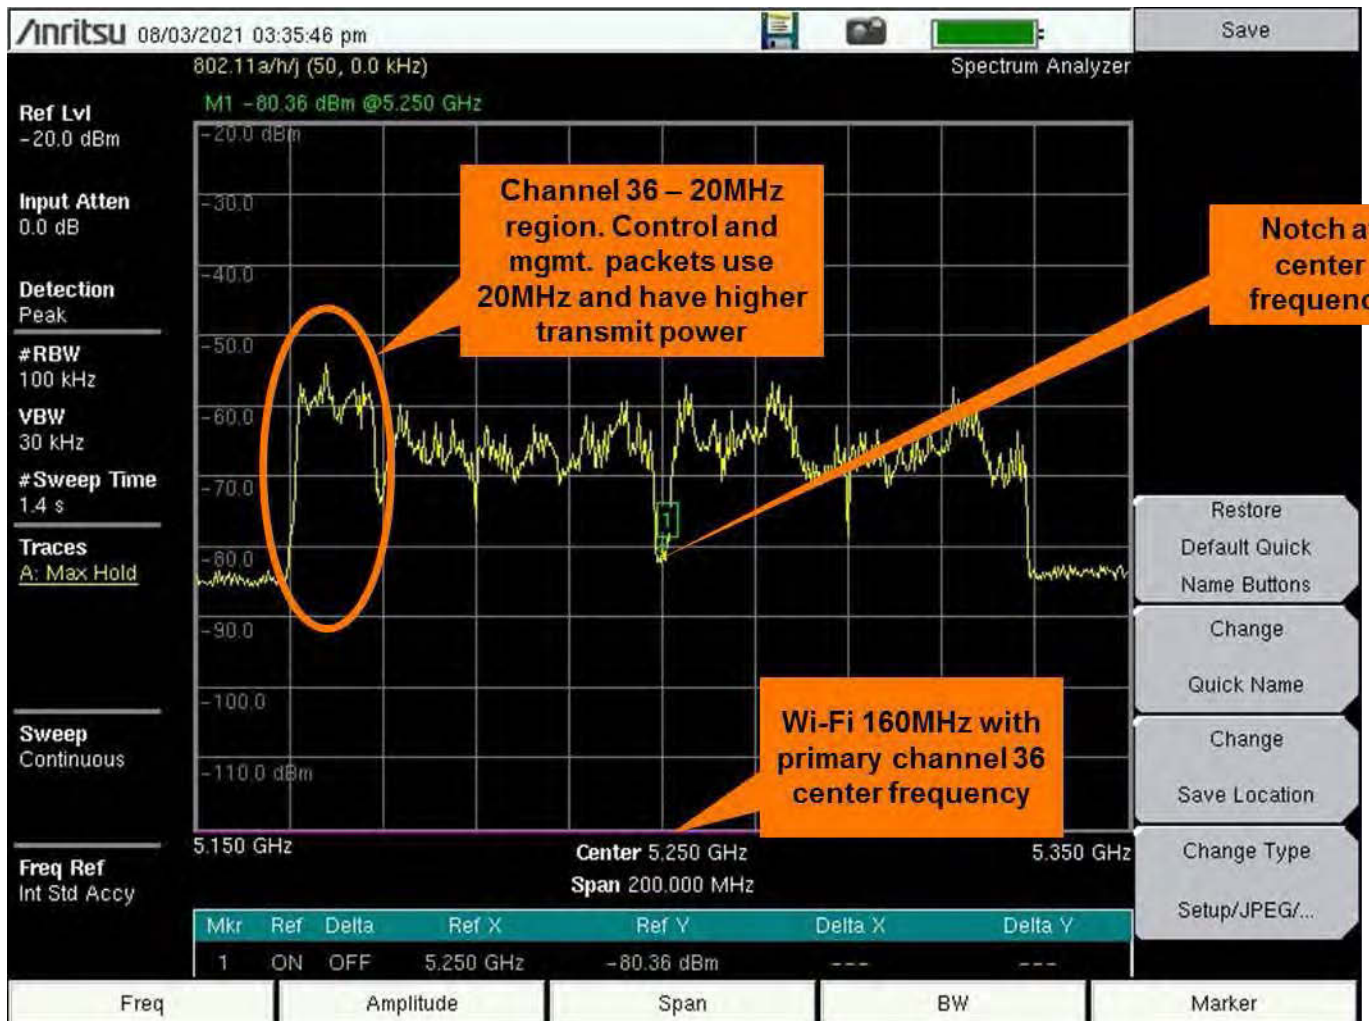 Anritsu 08/03/2021 03:35:46 pm
Save
802.11a/h/j (50, 0.0 kHz)
Spectrum Analyzer
M1 -80.36 dBm @5.250 GHz
Ref Lvl
-20.0 dBm
Input Atten
0.0 dB
Detection
Peak
#RBW
100 kHz
VBW
30 kHz
#Sweep Time
1.4 s
Traces
A: Max Hold
Sweep
Continuous
Freq Ref
Int Std Accy
-20.0 dBm
-30.0
-40.0
-50.0
-60.0
-70.0
-80.0
-90.0
-100.0
-110.0 dBm
Channel 36 – 20MHz
region. Control and
mgmt. packets use
20MHz and have higher
transmit power
Notch a
center
frequenc
1
Wi-Fi 160MHz with
primary channel 36
center frequency
5.150 GHz
Center 5.250 GHz
5.350 GHz
Span 200.000 MHz
Mkr Ref Delta Ref X Ref Y Delta X Delta Y
1 ON OFF 5.250 GHz -80.36 dBm --- ---
Restore
Default Quick
Name Buttons
Change
Quick Name
Change
Save Location
Change Type
Setup/JPEG/...
Freq
Amplitude
Span
BW
Marker